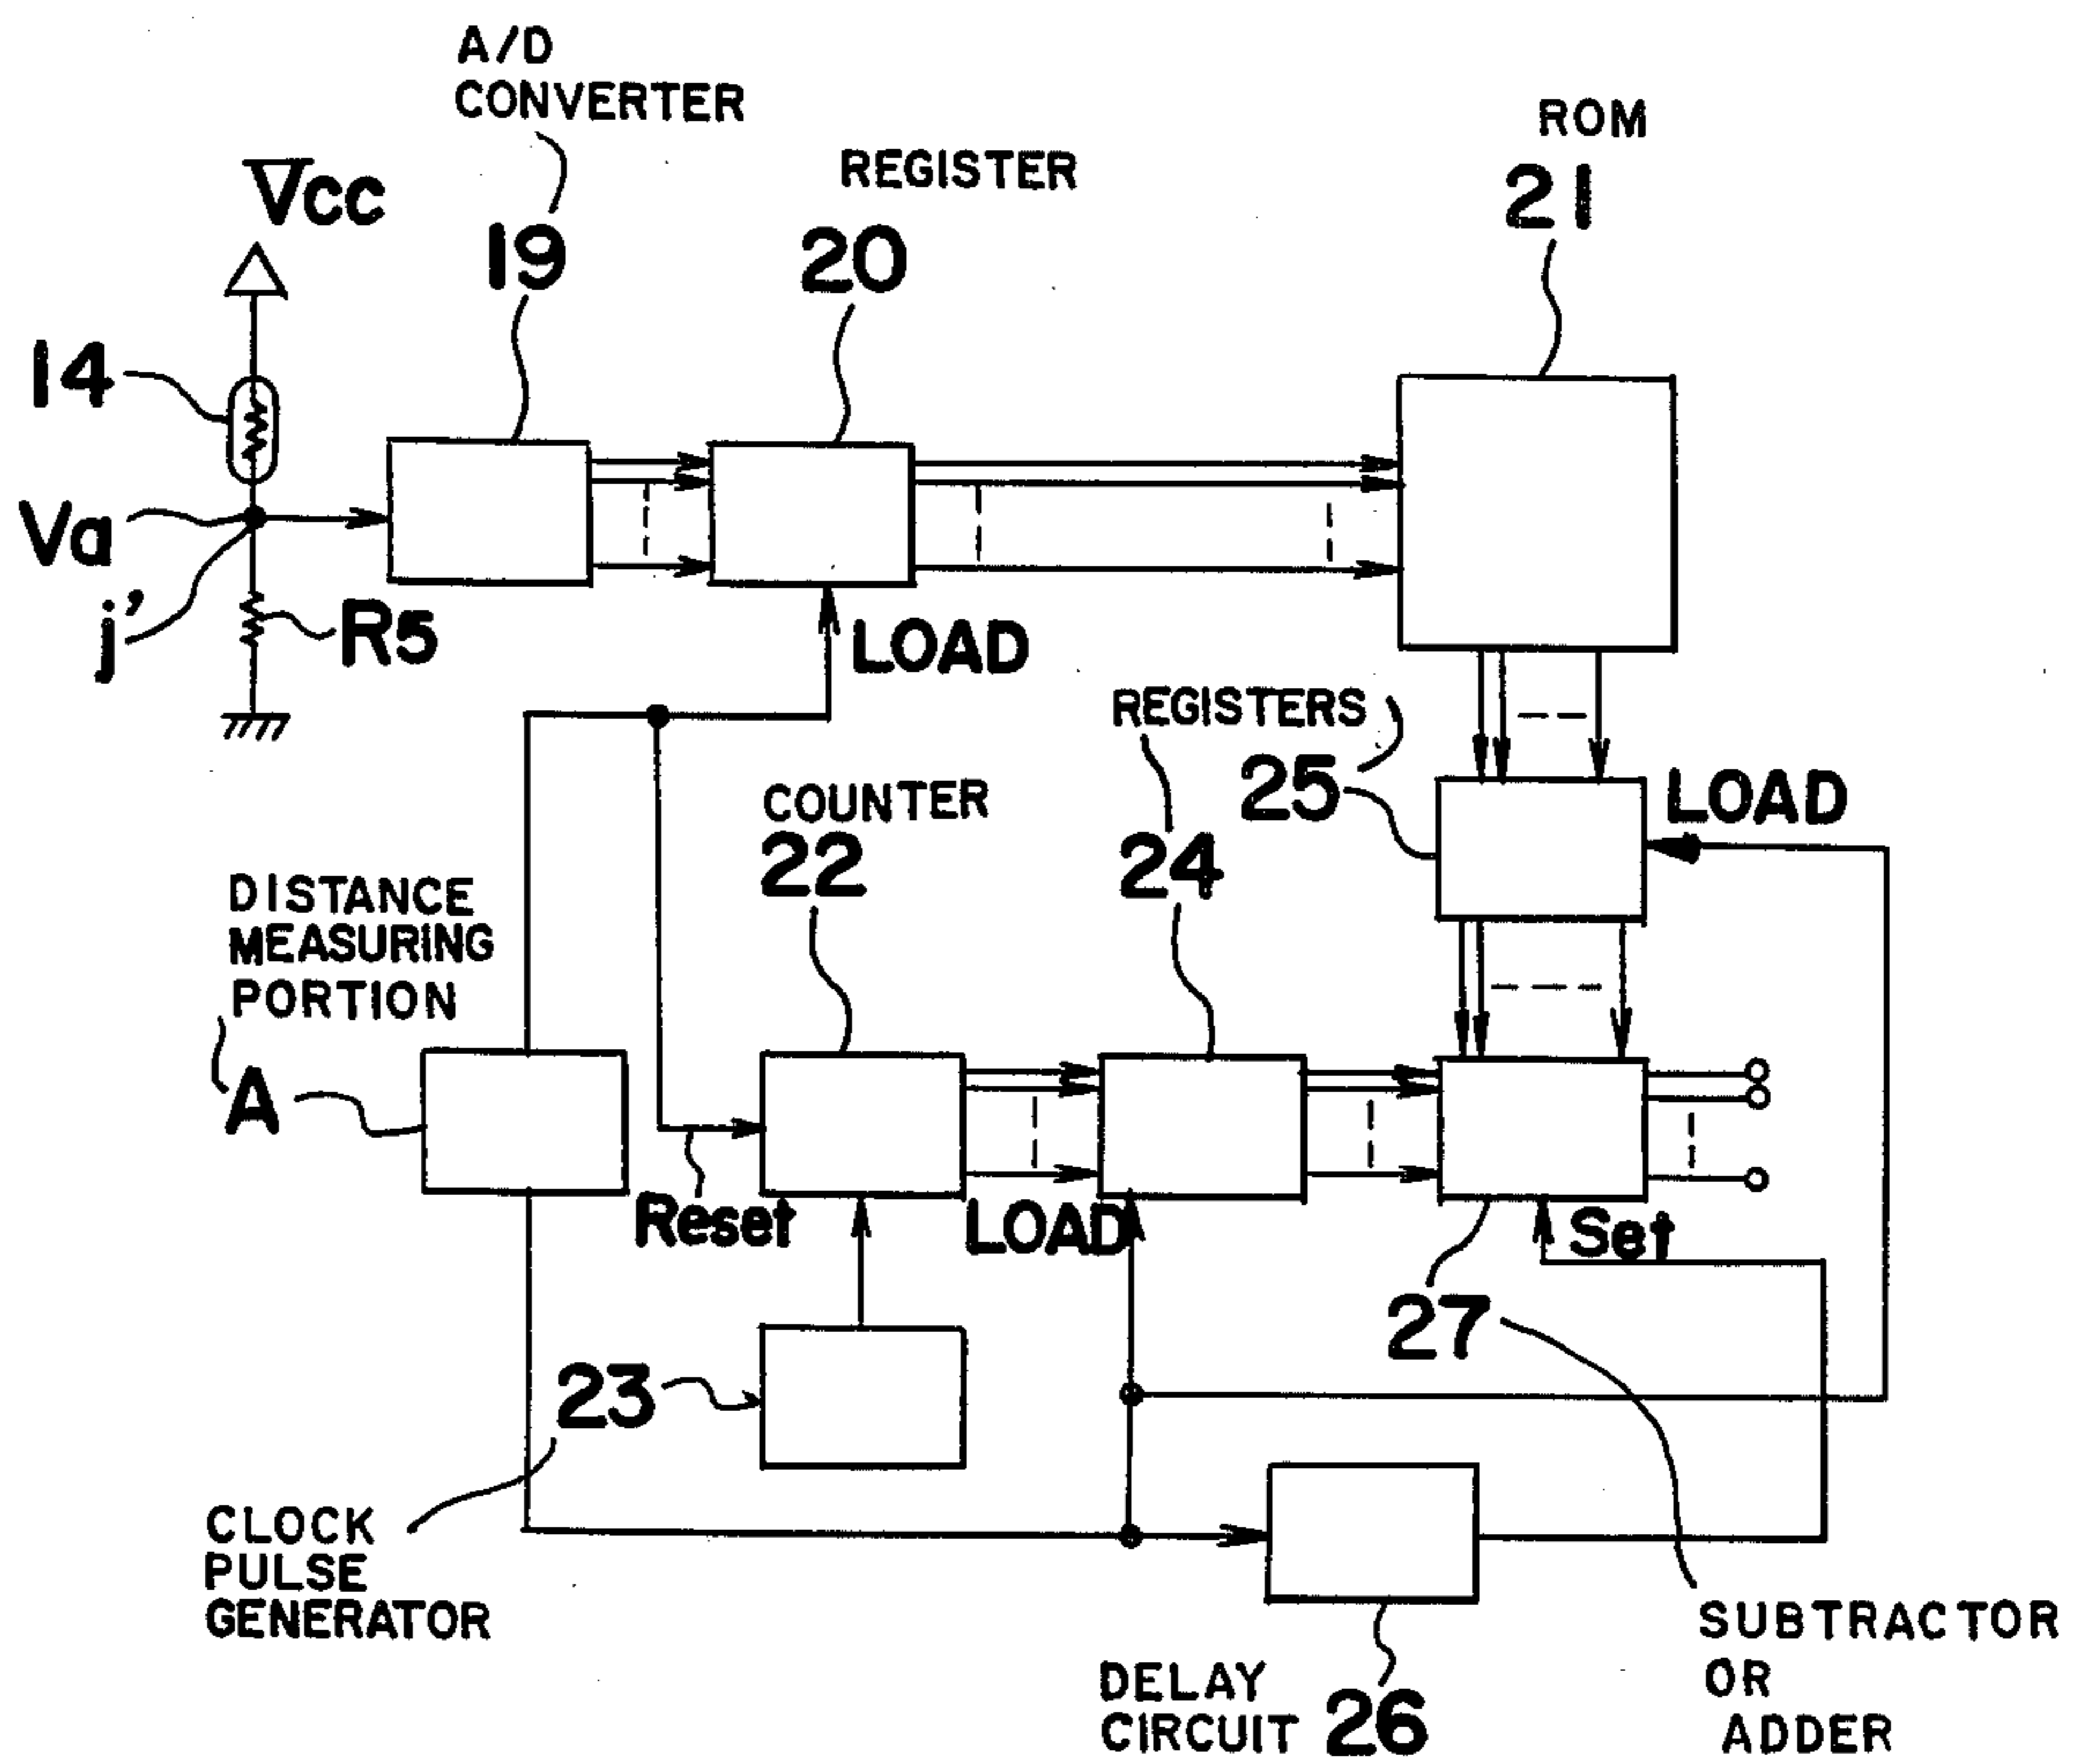 A/D
CONVERTER
ROM
REGISTER
Vcc
19
20
21
14
Va
j'
R5
LOAD
REGISTERS
25
LOAD
COUNTER
22
24
DISTANCE
MEASURING
PORTION
A
Reset
LOAD
Set
27
23
CLOCK
PULSE
GENERATOR
SUBTRACTOR
OR
ADDER
DELAY
CIRCUIT 26